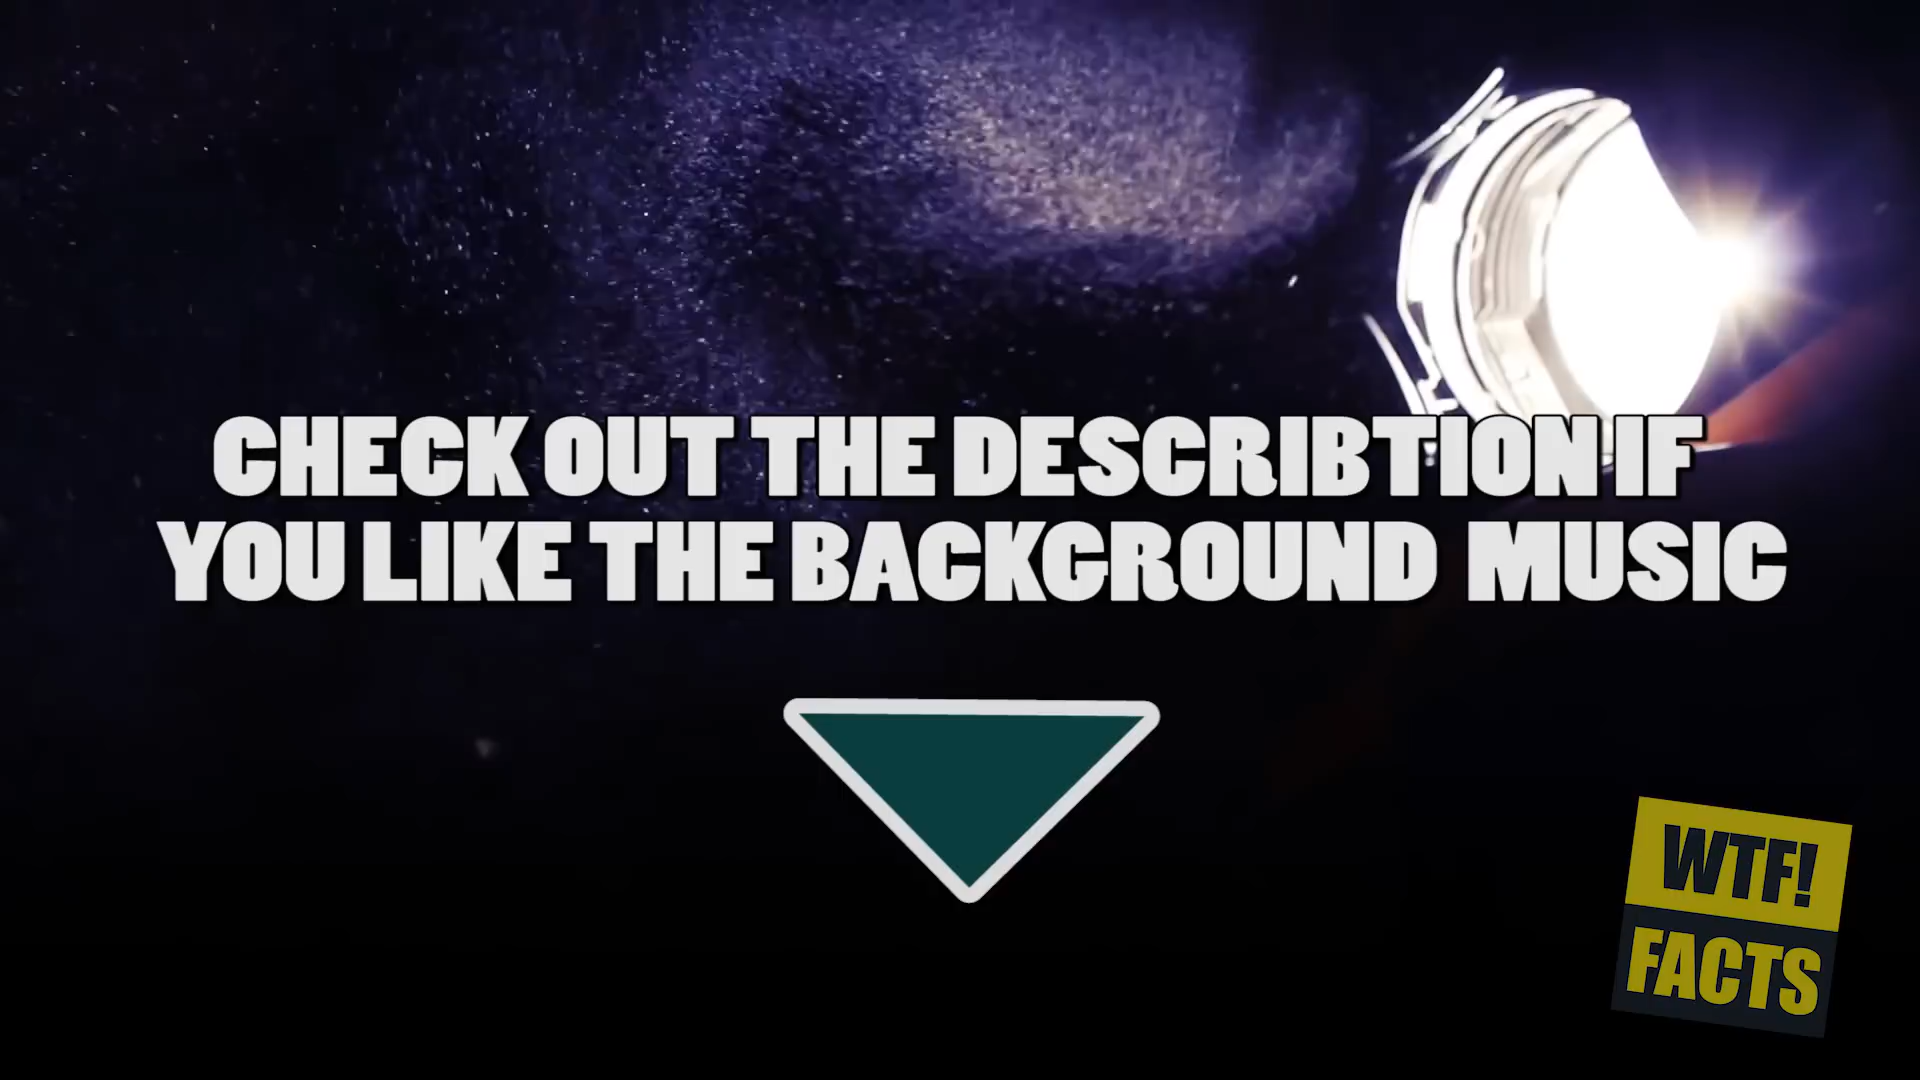 CHECK OUT THE DESCRIBTION IF
YOU LIKE THE BACKGROUND MUSIC
WTF!
FACTS